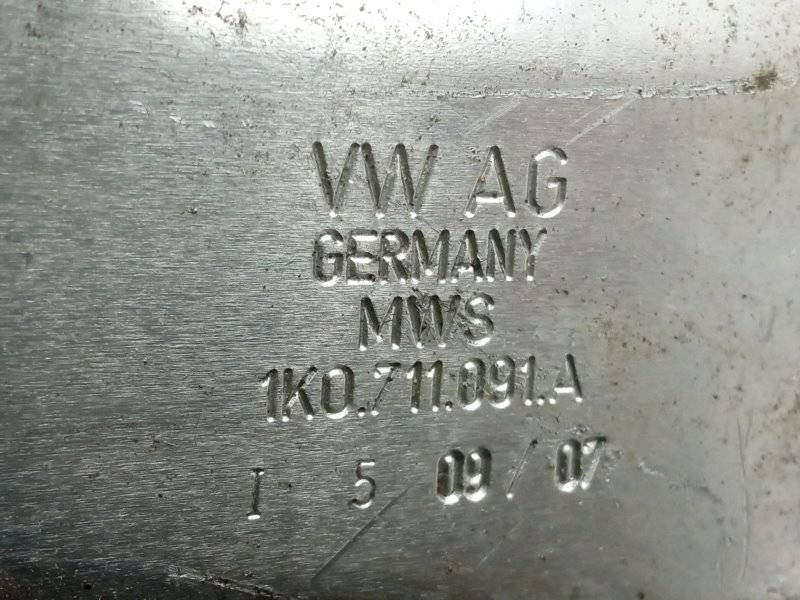 VW AG
GERMANY
MWS
1K0.711.091.A
I 5 09/07